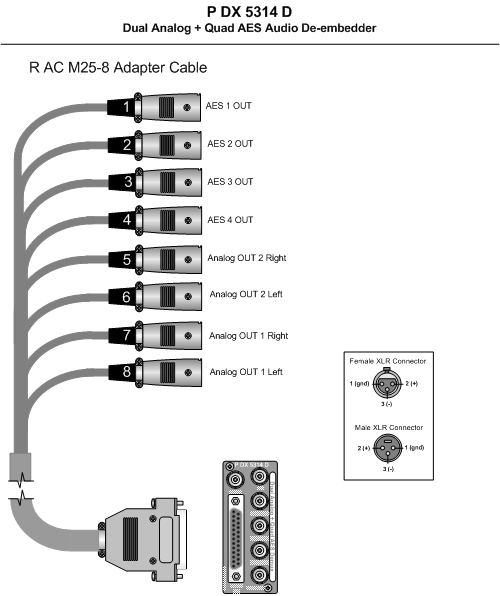 P DX 5314 D
Dual Analog + Quad AES Audio De-embedder
R AC M25-8 Adapter Cable
1 AES 1 OUT
2 AES 2 OUT
3 AES 3 OUT
4 AES 4 OUT
5 Analog OUT 2 Right
6 Analog OUT 2 Left
7 Analog OUT 1 Right
8 Analog OUT 1 Left
Female XLR Connector
1 (gnd) 2 (+)
3 (-)
Male XLR Connector
2 (+) 1 (gnd)
3 (-)
P DX 5314 D